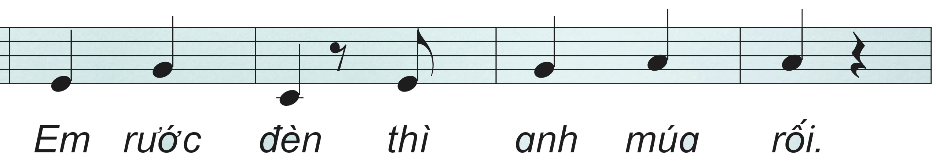 Em rước đèn thì anh múa rối.